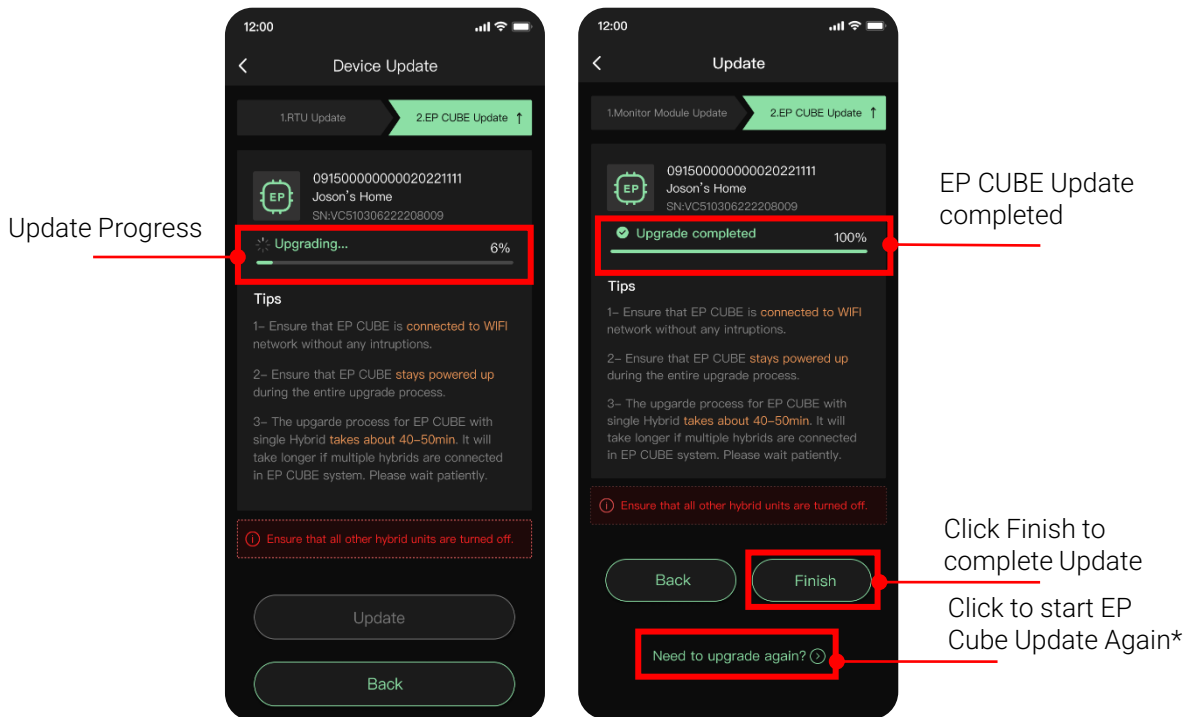 Update Progress
12:00
Device Update
1.RTU Update
2.EP CUBE Update ↑
EP
091500000000020221111
Joson's Home
SN:VC510306222208009
Upgrading...
6%
Tips
1– Ensure that EP CUBE is connected to WIFI
network without any intruptions.
2– Ensure that EP CUBE stays powered up
during the entire upgrade process.
3– The upgarde process for EP CUBE with
single Hybrid takes about 40–50min. It will
take longer if multiple hybrids are connected
in EP CUBE system. Please wait patiently.
Ensure that all other hybrid units are turned off.
Update
Back
12:00
Update
1.Monitor Module Update
2.EP CUBE Update ↑
EP
091500000000020221111
Joson's Home
SN:VC510306222208009
Upgrade completed
100%
Tips
1– Ensure that EP CUBE is connected to WIFI
network without any intruptions.
2– Ensure that EP CUBE stays powered up
during the entire upgrade process.
3– The upgarde process for EP CUBE with
single Hybrid takes about 40–50min. It will
take longer if multiple hybrids are connected
in EP CUBE system. Please wait patiently.
Ensure that all other hybrid units are turned off.
Back
Finish
Need to upgrade again?
EP CUBE Update
completed
Click Finish to
complete Update
Click to start EP
Cube Update Again*